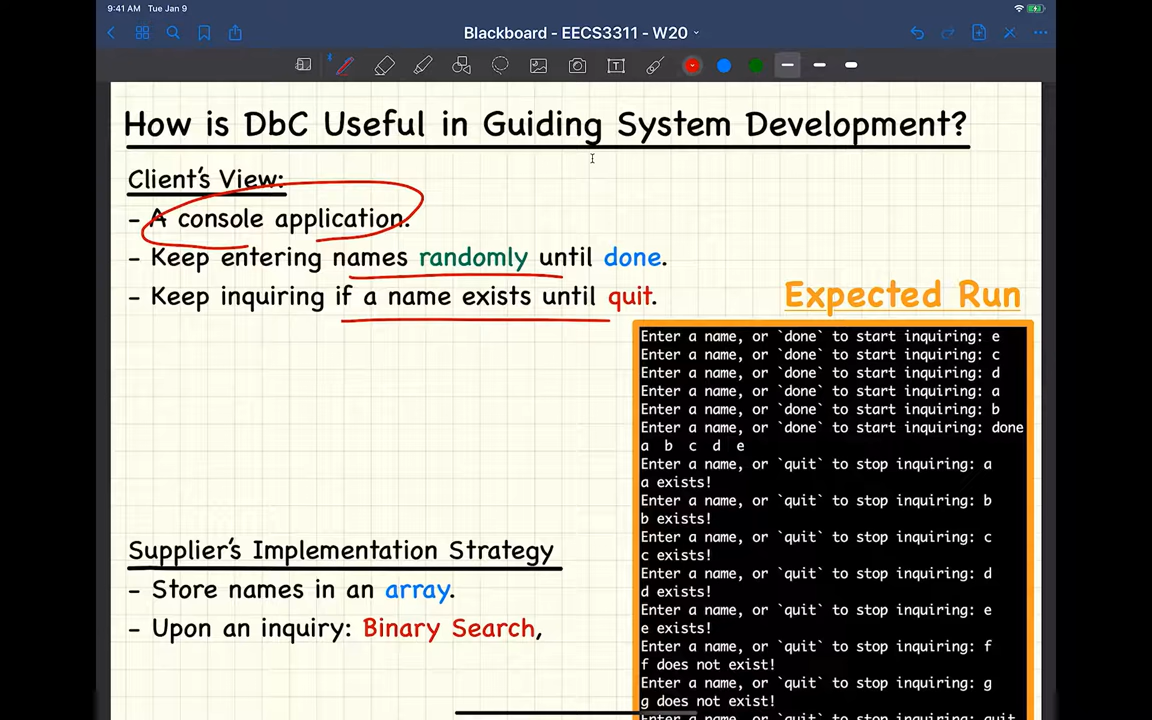 9:41 AM Tue Jan 9
Blackboard - EECS3311 - W20
How is DbC Useful in Guiding System Development?
Client's View:
- A console application.
- Keep entering names randomly until done.
- Keep inquiring if a name exists until quit.
Expected Run
Enter a name, or `done` to start inquiring: e
Enter a name, or `done` to start inquiring: c
Enter a name, or `done` to start inquiring: d
Enter a name, or `done` to start inquiring: a
Enter a name, or `done` to start inquiring: b
Enter a name, or `done` to start inquiring: done
a b c d e
Enter a name, or `quit` to stop inquiring: a
a exists!
Enter a name, or `quit` to stop inquiring: b
b exists!
Enter a name, or `quit` to stop inquiring: c
c exists!
Enter a name, or `quit` to stop inquiring: d
d exists!
Enter a name, or `quit` to stop inquiring: e
e exists!
Enter a name, or `quit` to stop inquiring: f
f does not exist!
Enter a name, or `quit` to stop inquiring: g
g does not exist!
Enter a name, or `quit` to stop inquiring: quit
Supplier's Implementation Strategy
- Store names in an array.
- Upon an inquiry: Binary Search,